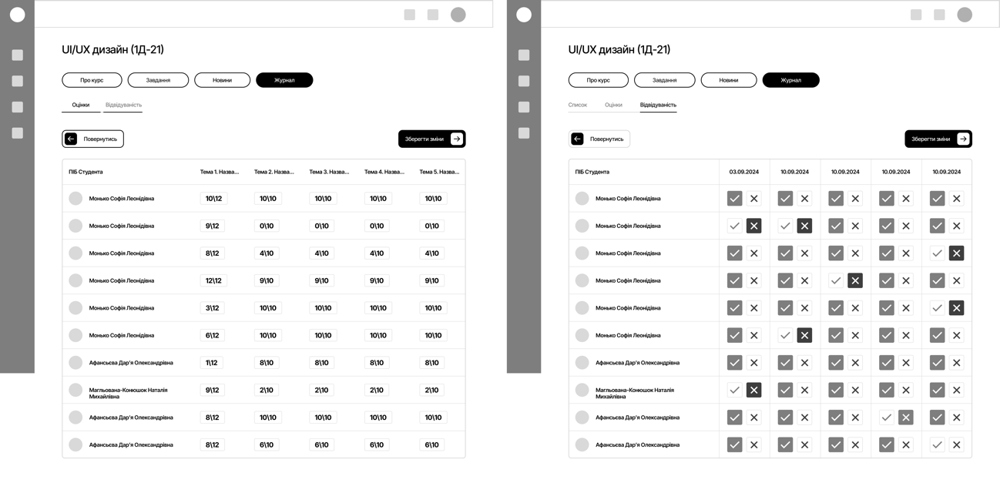 UI/UX дизайн (1Д-21)
Про курс Завдання Новини Журнал
Оцінки Відвідуваність
Повернутись Зберегти зміни
ПІБ Студента Тема 1. Назва... Тема 2. Назва... Тема 3. Назва... Тема 4. Назва... Тема 5. Назва...
Монько Софія Леонідівна 10\12 10\10 10\10 10\10 10\10
Монько Софія Леонідівна 9\12 0\10 0\10 0\10 0\10
Монько Софія Леонідівна 8\12 4\10 4\10 4\10 4\10
Монько Софія Леонідівна 12\12 9\10 9\10 9\10 9\10
Монько Софія Леонідівна 3\12 10\10 10\10 10\10 10\10
Монько Софія Леонідівна 6\12 10\10 10\10 10\10 10\10
Афансьєва Дар'я Олександрівна 1\12 8\10 8\10 8\10 8\10
Магльована-Конюшок Наталія
Михайлівна 9\12 2\10 2\10 2\10 2\10
Афансьєва Дар'я Олександрівна 8\12 10\10 10\10 10\10 10\10
Афансьєва Дар'я Олександрівна 8\12 6\10 6\10 6\10 6\10
UI/UX дизайн (1Д-21)
Про курс Завдання Новини Журнал
Список Оцінки Відвідуваність
Повернутись Зберегти зміни
ПІБ Студента 03.09.2024 10.09.2024 10.09.2024 10.09.2024 10.09.2024
Монько Софія Леонідівна
Монько Софія Леонідівна
Монько Софія Леонідівна
Монько Софія Леонідівна
Монько Софія Леонідівна
Монько Софія Леонідівна
Афансьєва Дар'я Олександрівна
Магльована-Конюшок Наталія
Михайлівна
Афансьєва Дар'я Олександрівна
Афансьєва Дар'я Олександрівна